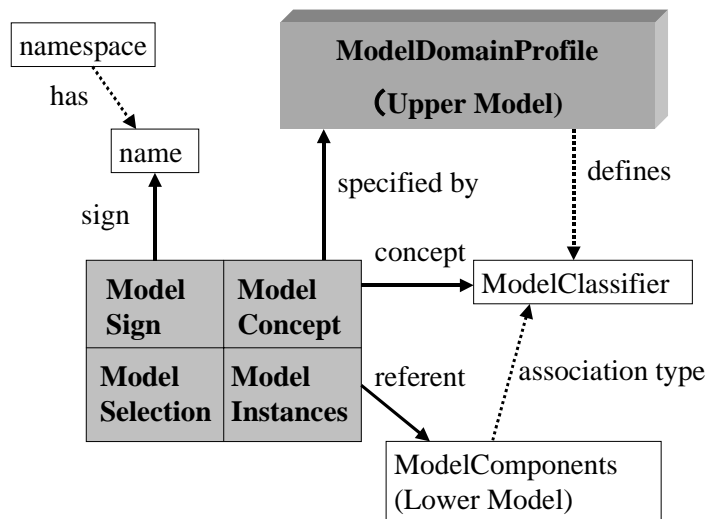 namespace
ModelDomainProfile
（Upper Model)
has
name
specified by
defines
sign
concept
Model
Sign
Model
Concept
ModelClassifier
Model
Selection
Model
Instances
referent
association type
ModelComponents
(Lower Model)